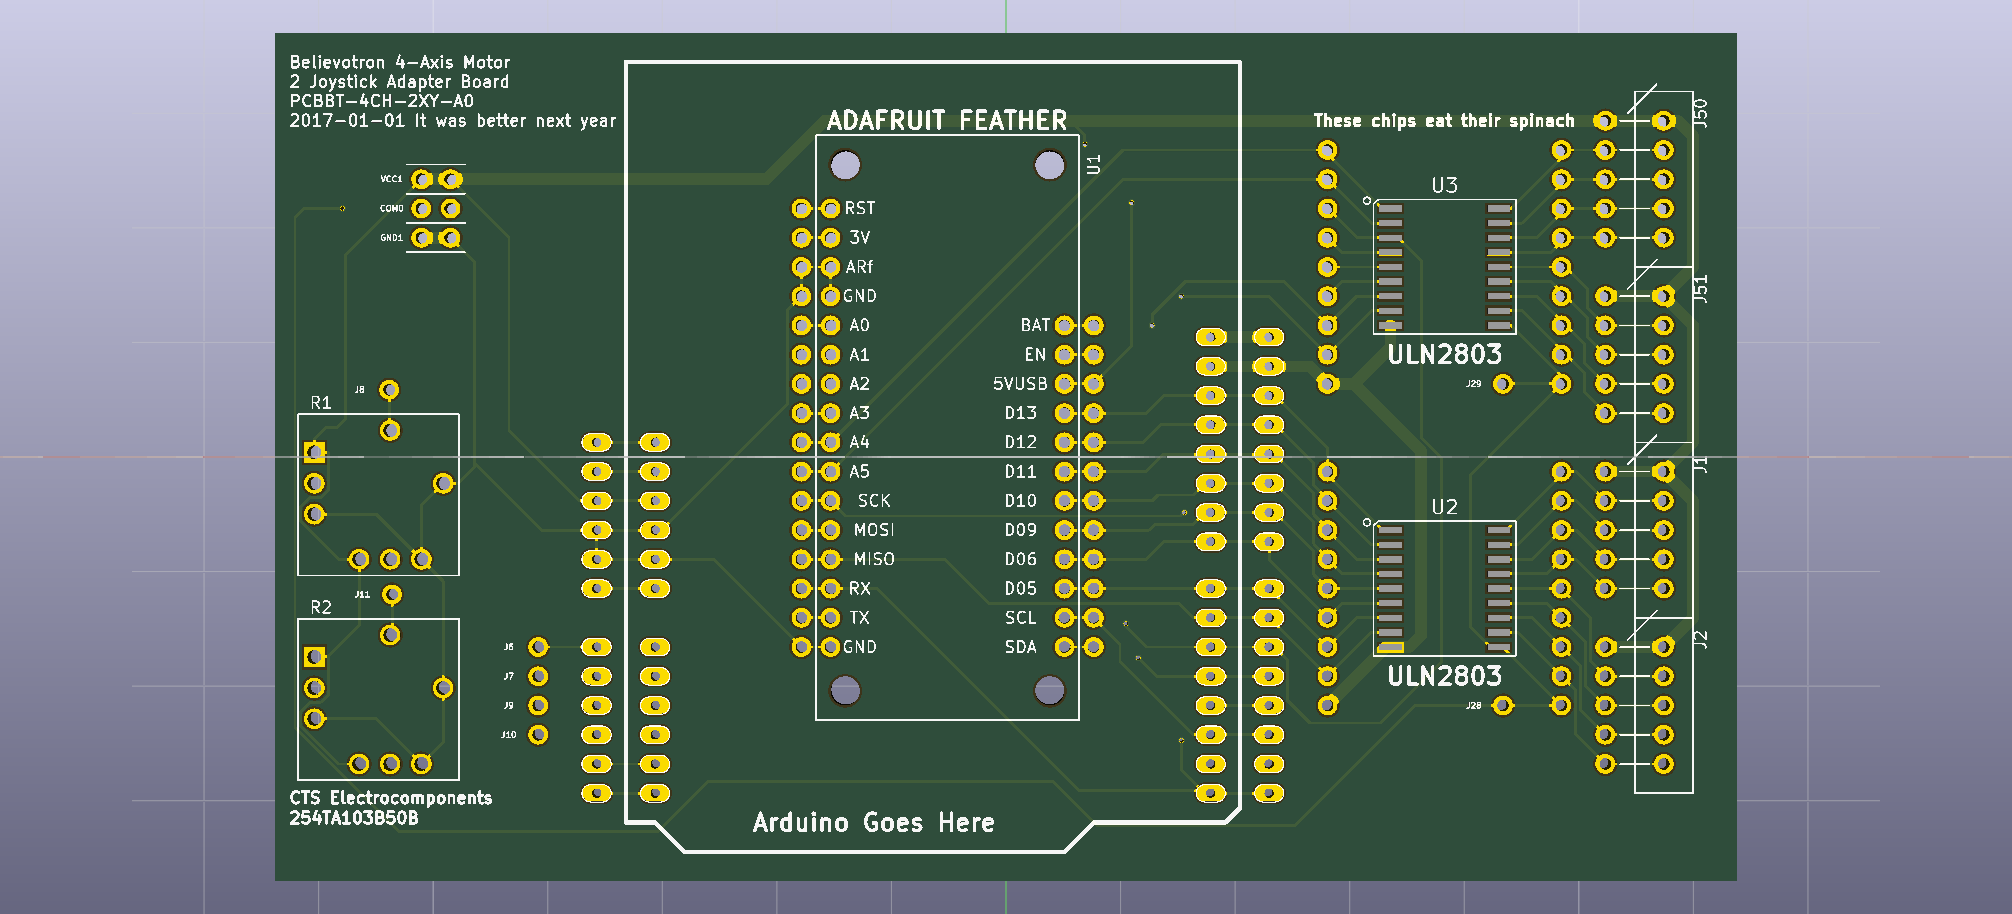 Believotron 4-Axis Motor
2 Joystick Adapter Board
PCBBT-4CH-2XY-A0
2017-01-01 It was better next year
ADAFRUIT FEATHER
These chips eat their spinach
J50
U1
VCC1
COM0
GND1
U3
RST
3V
ARf
GND
A0
A1
A2
A3
A4
A5
SCK
MOSI
MISO
RX
TX
GND
BAT
EN
5VUSB
D13
D12
D11
D10
D09
D06
D05
SCL
SDA
J51
ULN2803
J29
J8
R1
J1
U2
J11
R2
J6
J7
J9
J10
J2
ULN2803
J28
CTS Electrocomponents
254TA103B50B
Arduino Goes Here